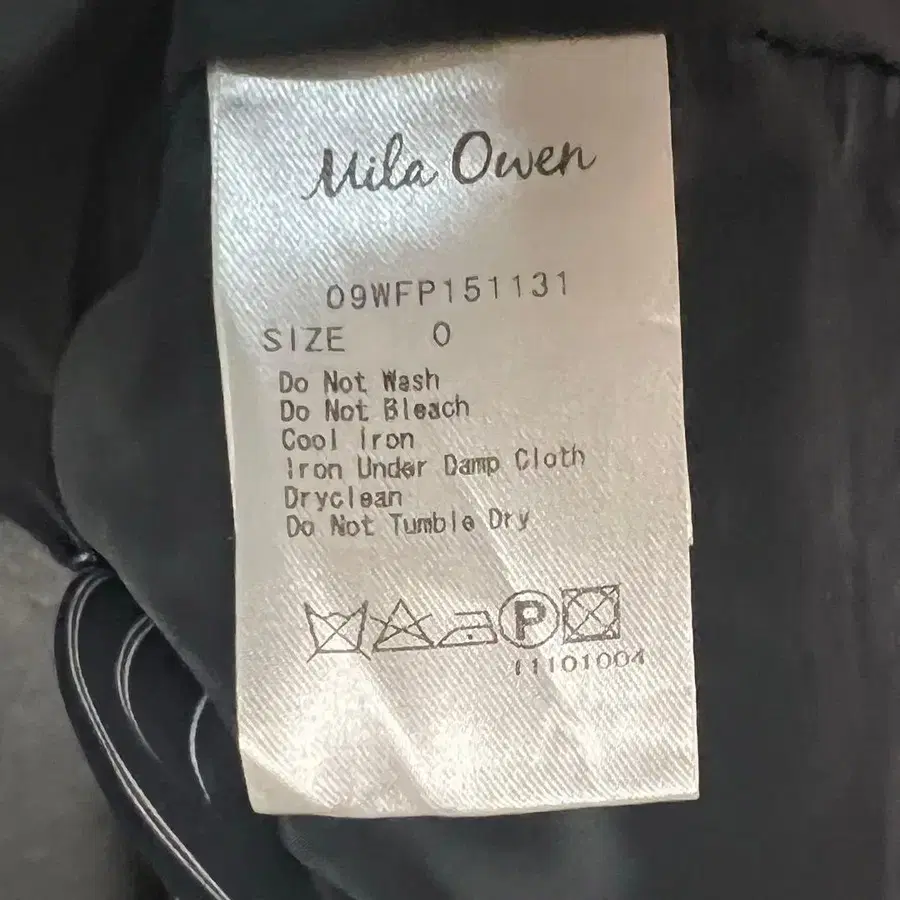 Mila Owen
09WFP151131
SIZE 0
Do Not Wash
Do Not Bleach
Cool Iron
Iron Under Damp Cloth
Dryclean
Do Not Tumble Dry
P
11101004